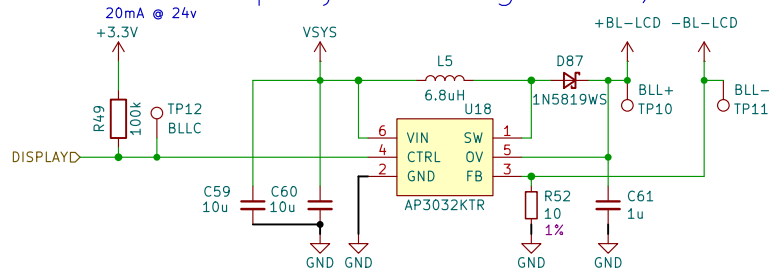 20mA @ 24v
+3.3V
VSYS
+BL-LCD -BL-LCD
L5
6.8uH
D87
1N5819WS
BLL+
TP10
BLL-
TP11
R49
100k
TP12
BLLC
U18
DISPLAY
6 VIN SW 1
4 CTRL OV 5
2 GND FB 3
AP3032KTR
C59
10u
C60
10u
R52
10
1%
C61
1u
GND GND GND GND